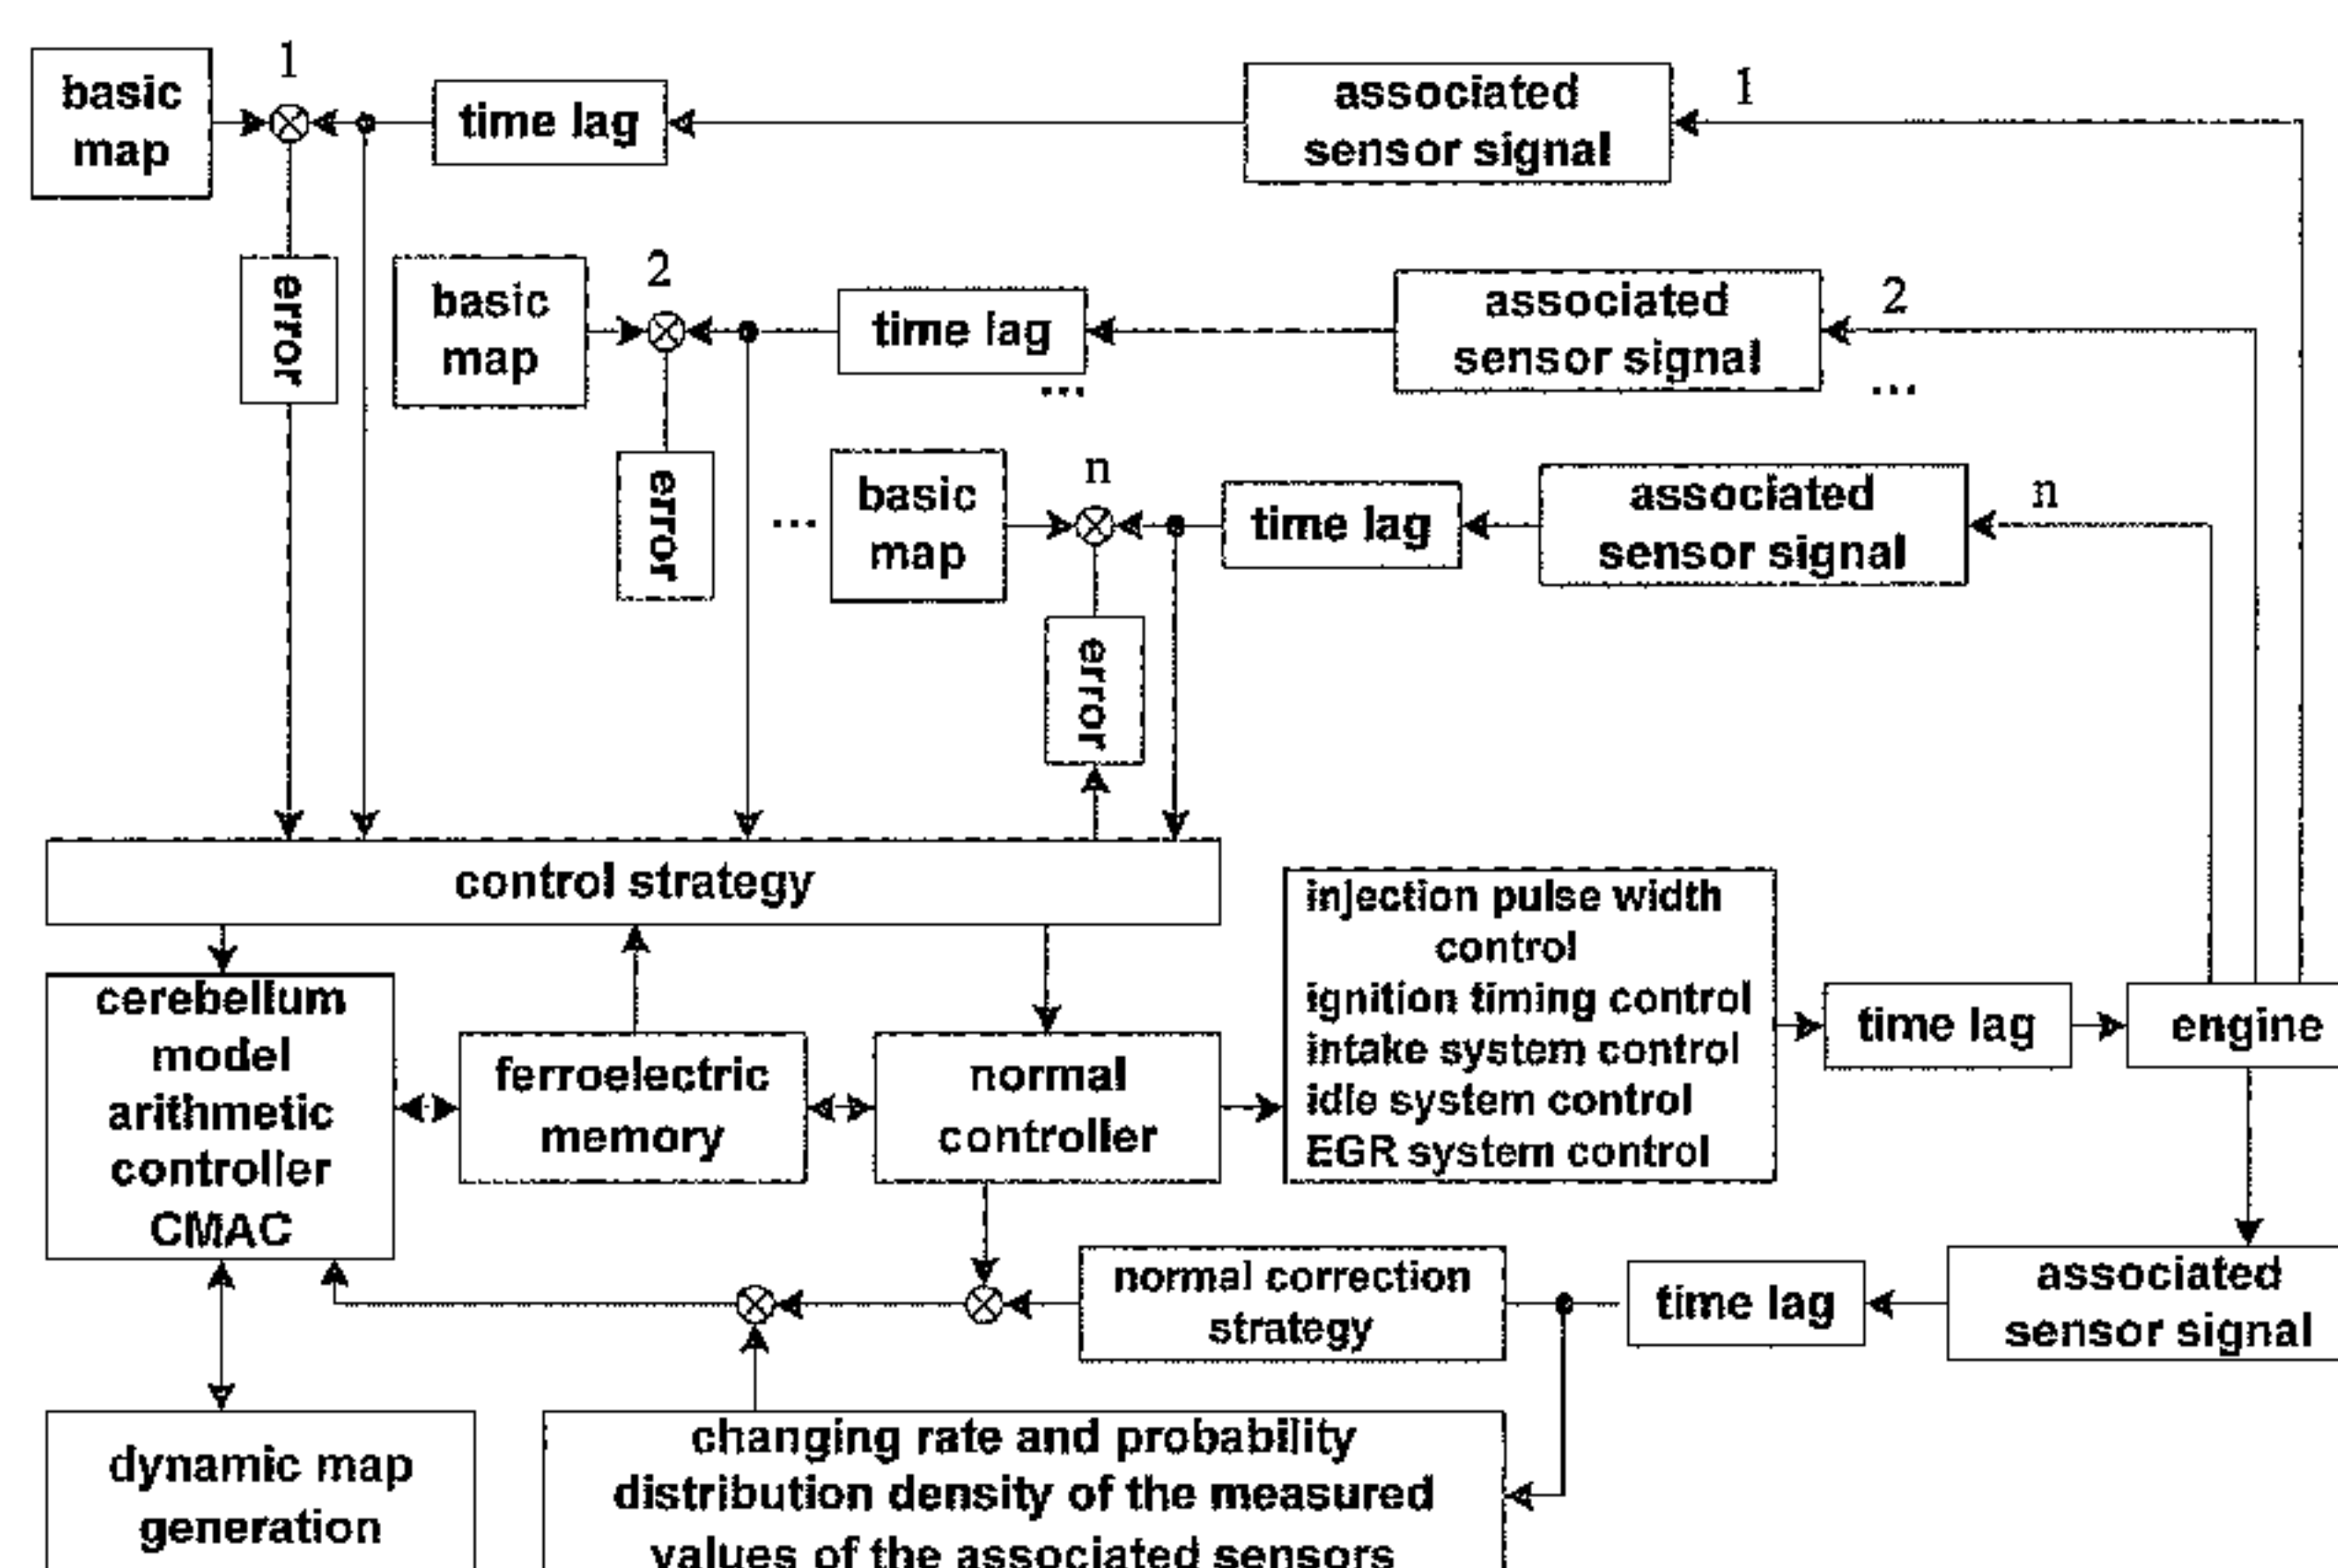 1
basic
map
time lag
associated
sensor signal
1
error
basic
map
2
time lag
...
associated
sensor signal
2
...
error
...
basic
map
n
time lag
associated
sensor signal
n
error
control strategy
cerebellum
model
arithmetic
controller
CMAC
ferroelectric
memory
normal
controller
injection pulse width
control
ignition timing control
intake system control
idle system control
EGR system control
time lag
engine
normal correction
strategy
time lag
associated
sensor signal
dynamic map
generation
changing rate and probability
distribution density of the measured
values of the associated sensors